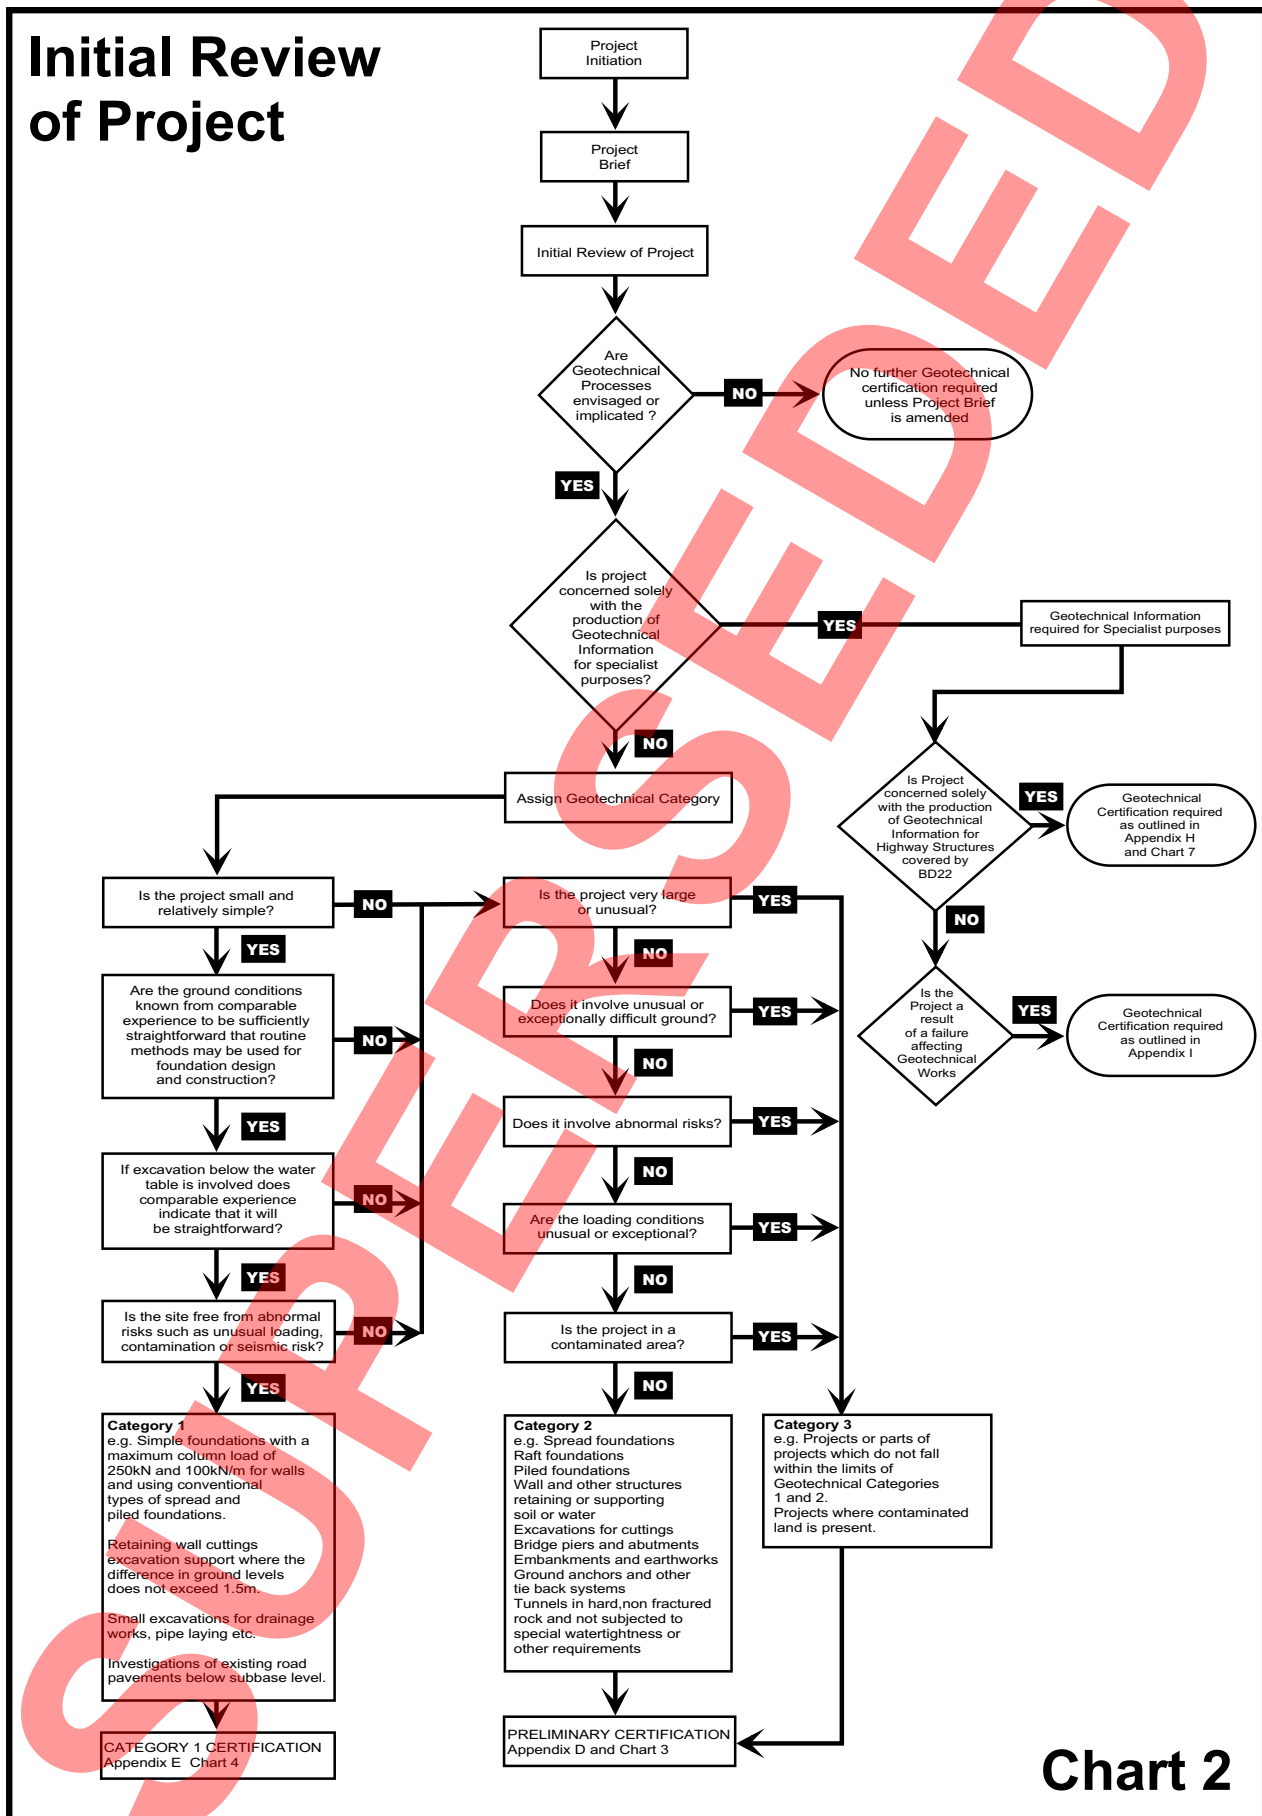 Initial Review
of Project
Project
Initiation
Project
Brief
Initial Review of Project
Are
Geotechnical
Processes
envisaged or
implicated ?
NO
No further Geotechnical
certification required
unless Project Brief
is amended
YES
Is project
concerned solely
with the
production of
Geotechnical
Information
for specialist
purposes?
YES
Geotechnical Information
required for Specialist purposes
NO
Assign Geotechnical Category
Is Project
concerned solely
with the production
of Geotechnical
Information for
Highway Structures
covered by
BD22
YES
Geotechnical
Certification required
as outlined in
Appendix H
and Chart 7
NO
Is the
Project a
result
of a failure
affecting
Geotechnical
Works
YES
Geotechnical
Certification required
as outlined in
Appendix I
Is the project small and
relatively simple?
NO
YES
Are the ground conditions
known from comparable
experience to be sufficiently
straightforward that routine
methods may be used for
foundation design
and construction?
NO
YES
If excavation below the water
table is involved does
comparable experience
indicate that it will
be straightforward?
NO
YES
Is the site free from abnormal
risks such as unusual loading,
contamination or seismic risk?
NO
YES
Is the project very large
or unusual?
YES
NO
Does it involve unusual or
exceptionally difficult ground?
YES
NO
Does it involve abnormal risks?
YES
NO
Are the loading conditions
unusual or exceptional?
YES
NO
Is the project in a
contaminated area?
YES
NO
Category 1
e.g. Simple foundations with a
maximum column load of
250kN and 100kN/m for walls
and using conventional
types of spread and
piled foundations.
Retaining wall cuttings
excavation support where the
difference in ground levels
does not exceed 1.5m.
Small excavations for drainage
works, pipe laying etc.
Investigations of existing road
pavements below subbase level.
CATEGORY 1 CERTIFICATION
Appendix E  Chart 4
Category 2
e.g. Spread foundations
Raft foundations
Piled foundations
Wall and other structures
retaining or supporting
soil or water
Excavations for cuttings
Bridge piers and abutments
Embankments and earthworks
Ground anchors and other
tie back systems
Tunnels in hard,non fractured
rock and not subjected to
special watertightness or
other requirements
PRELIMINARY CERTIFICATION
Appendix D and Chart 3
Category 3
e.g. Projects or parts of
projects which do not fall
within the limits of
Geotechnical Categories
1 and 2.
Projects where contaminated
land is present.
Chart 2
SUPERSEDED